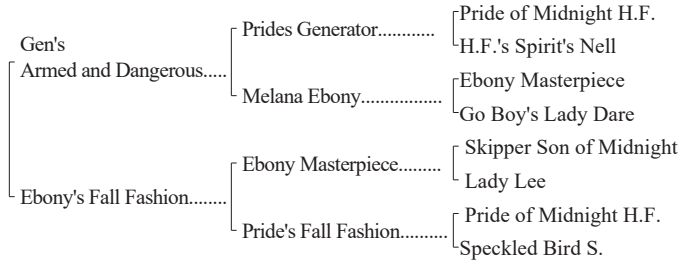 Pride of Midnight H.F.
Prides Generator............
H.F.'s Spirit's Nell
Gen's
Armed and Dangerous.....
Ebony Masterpiece
Melana Ebony.................
Go Boy's Lady Dare
Skipper Son of Midnight
Ebony Masterpiece.........
Lady Lee
Ebony's Fall Fashion........
Pride of Midnight H.F.
Pride's Fall Fashion..........
Speckled Bird S.